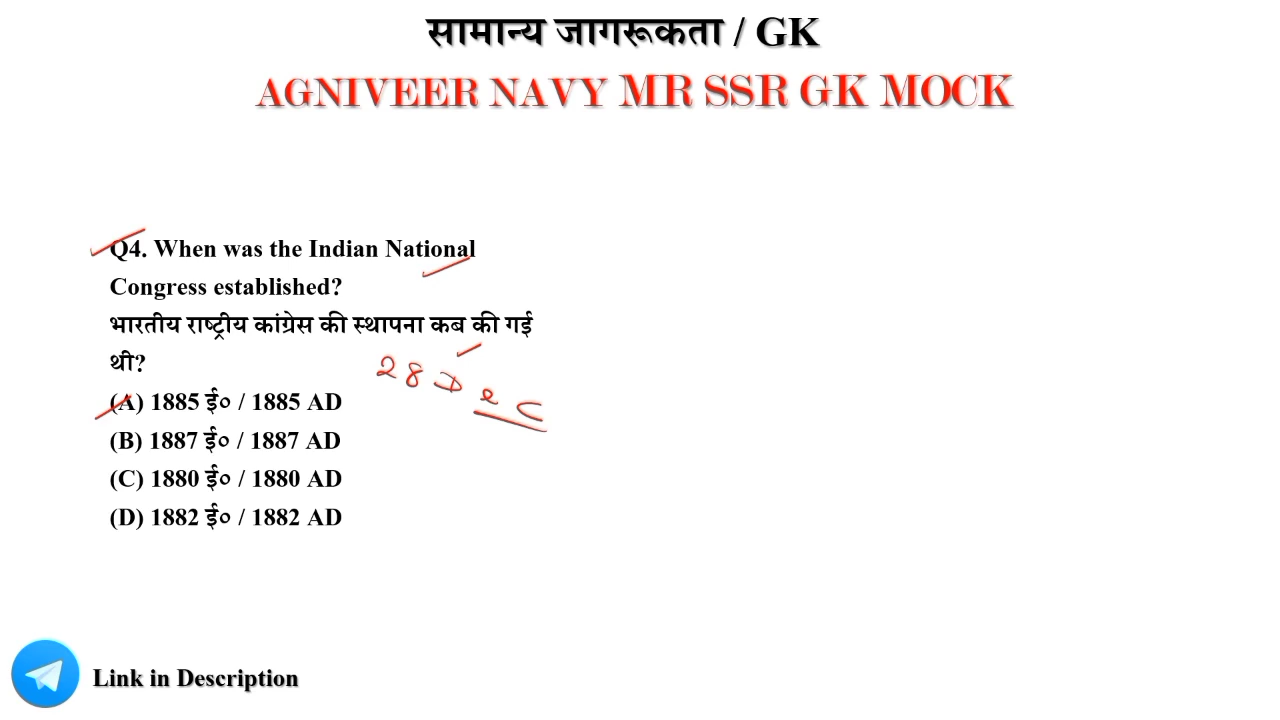 सामान्य जागरूकता / GK
AGNIVEER NAVY MR SSR GK MOCK
Q4. When was the Indian National
Congress established?
भारतीय राष्ट्रीय कांग्रेस की स्थापना कब की गई
थी?
28 Dec
(A) 1885 ई० / 1885 AD
(B) 1887 ई० / 1887 AD
(C) 1880 ई० / 1880 AD
(D) 1882 ई० / 1882 AD
Link in Description